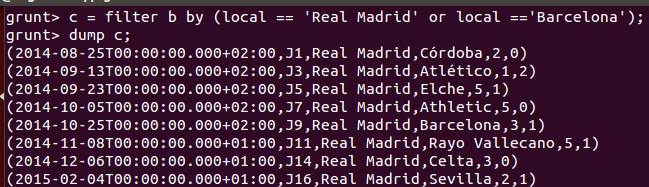 grunt> c = filter b by (local == 'Real Madrid' or local =='Barcelona');
grunt> dump c;
(2014-08-25T00:00:00.000+02:00,J1,Real Madrid,Córdoba,2,0)
(2014-09-13T00:00:00.000+02:00,J3,Real Madrid,Atlético,1,2)
(2014-09-23T00:00:00.000+02:00,J5,Real Madrid,Elche,5,1)
(2014-10-05T00:00:00.000+02:00,J7,Real Madrid,Athletic,5,0)
(2014-10-25T00:00:00.000+02:00,J9,Real Madrid,Barcelona,3,1)
(2014-11-08T00:00:00.000+01:00,J11,Real Madrid,Rayo Vallecano,5,1)
(2014-12-06T00:00:00.000+01:00,J14,Real Madrid,Celta,3,0)
(2015-02-04T00:00:00.000+01:00,J16,Real Madrid,Sevilla,2,1)